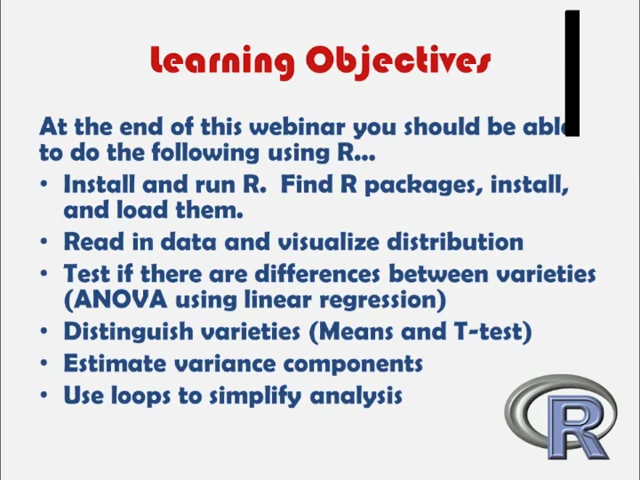 Learning Objectives
At the end of this webinar you should be able
to do the following using R...
• Install and run R. Find R packages, install,
and load them.
• Read in data and visualize distribution
• Test if there are differences between varieties
(ANOVA using linear regression)
• Distinguish varieties (Means and T-test)
• Estimate variance components
• Use loops to simplify analysis
R